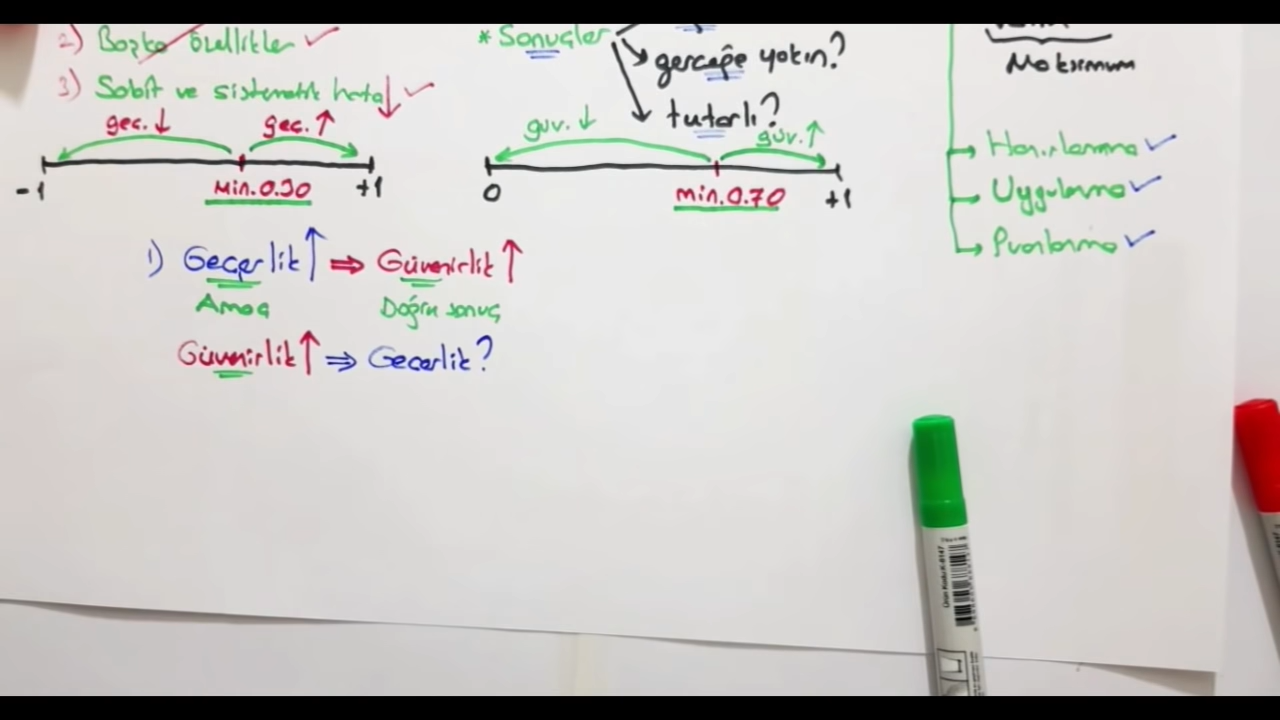 2) Başka özellikler ✓
3) Sabit ve sistematik hata↓ ✓
geç.↓ geç.↑
-1 Min.0.30 +1
1) Geçerlik↑ ⇒ Güvenirlik↑
Amaç Doğru sonuç
Güvenirlik↑ ⇒ Geçerlik?
* Sonuçlar
gerçeğe yakın?
tutarlı?
güv.↓ güv.↑
0 min.0.70 +1
Maksimum
Hazırlanma ✓
Uygulama ✓
Puanlama ✓